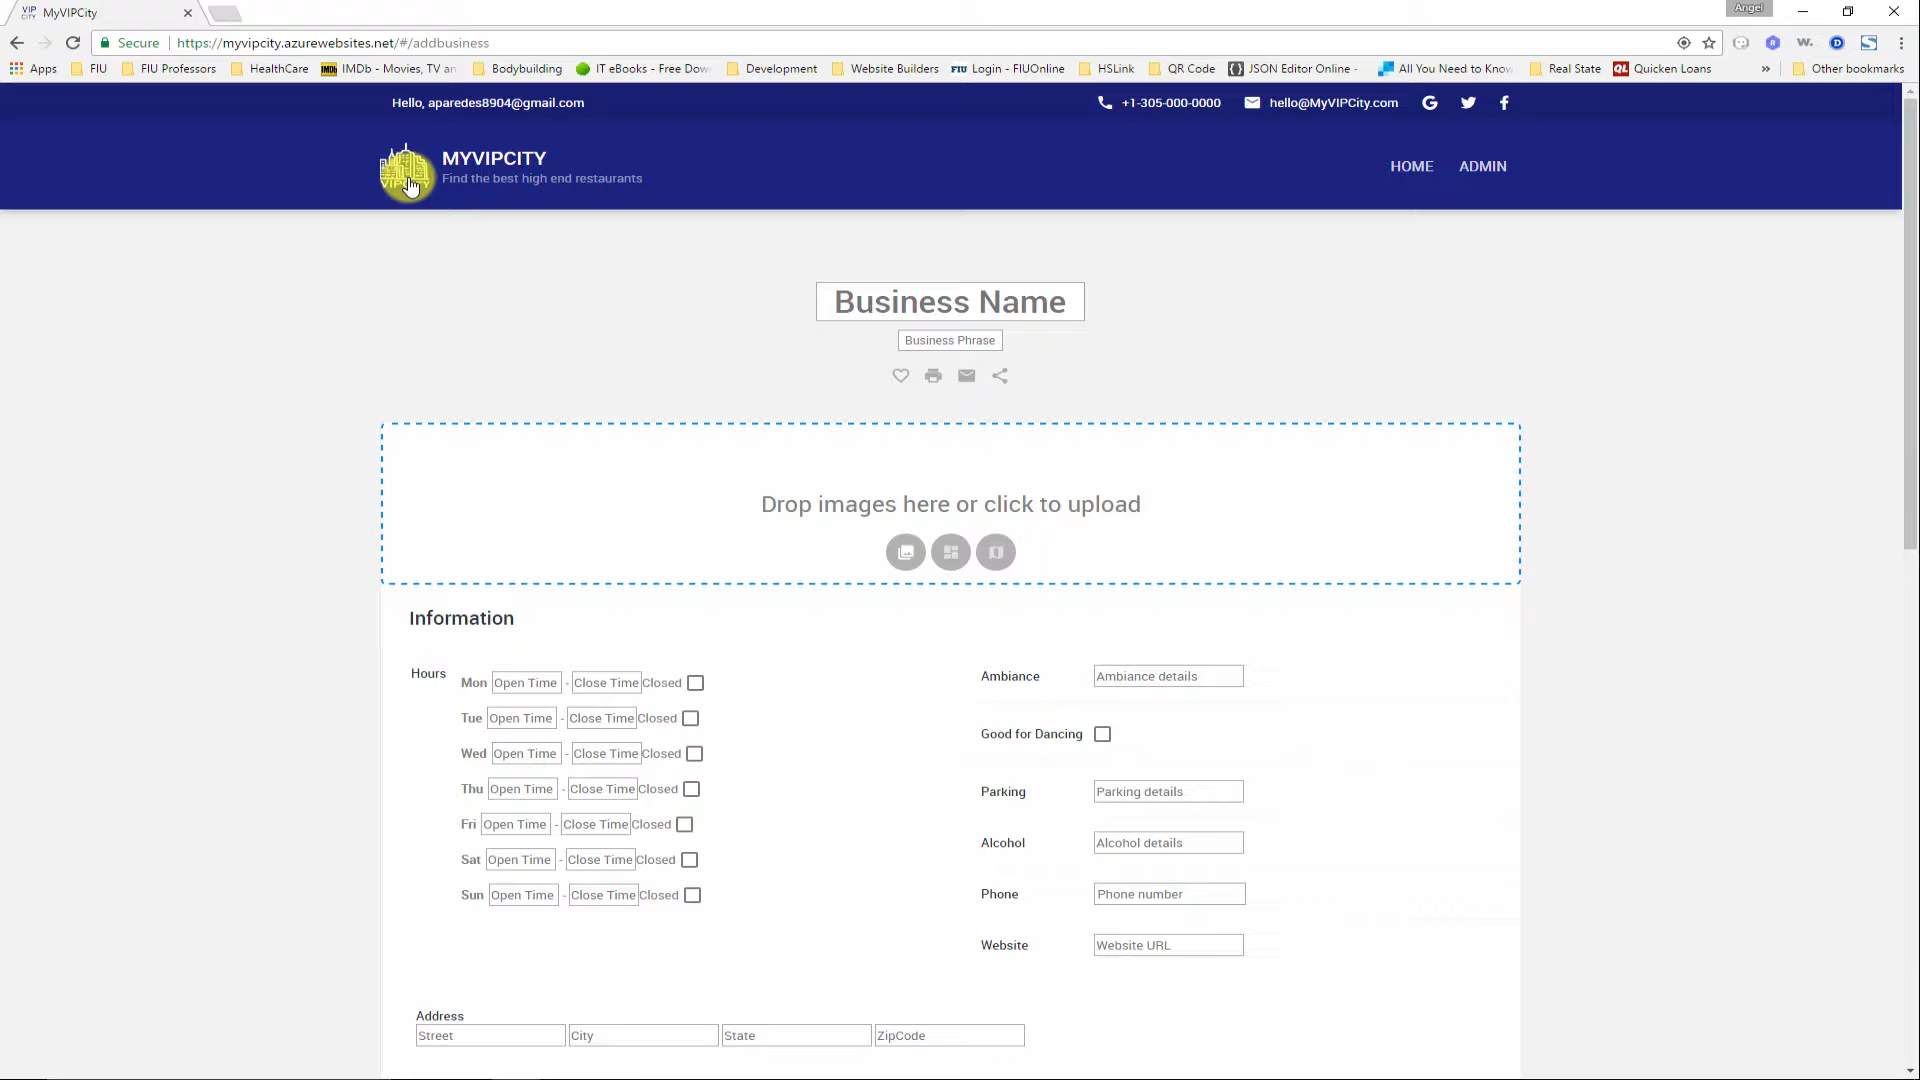 VIP CITY MyVIPCity
Angel
Secure https://myvipcity.azurewebsites.net/#/addbusiness
Apps FIU FIU Professors HealthCare IMDb IMDb - Movies, TV an Bodybuilding IT eBooks - Free Dow Development Website Builders FIU Login - FIUOnline HSLink QR Code JSON Editor Online - All You Need to Know Real State QL Quicken Loans » Other bookmarks
Hello, aparedes8904@gmail.com +1-305-000-0000 hello@MyVIPCity.com
MYVIPCITY
Find the best high end restaurants
HOME ADMIN
Business Name
Business Phrase
Drop images here or click to upload
Information
Hours
Mon Open Time - Close Time Closed
Tue Open Time - Close Time Closed
Wed Open Time - Close Time Closed
Thu Open Time - Close Time Closed
Fri Open Time - Close Time Closed
Sat Open Time - Close Time Closed
Sun Open Time - Close Time Closed
Ambiance Ambiance details
Good for Dancing
Parking Parking details
Alcohol Alcohol details
Phone Phone number
Website Website URL
Address
Street City State ZipCode